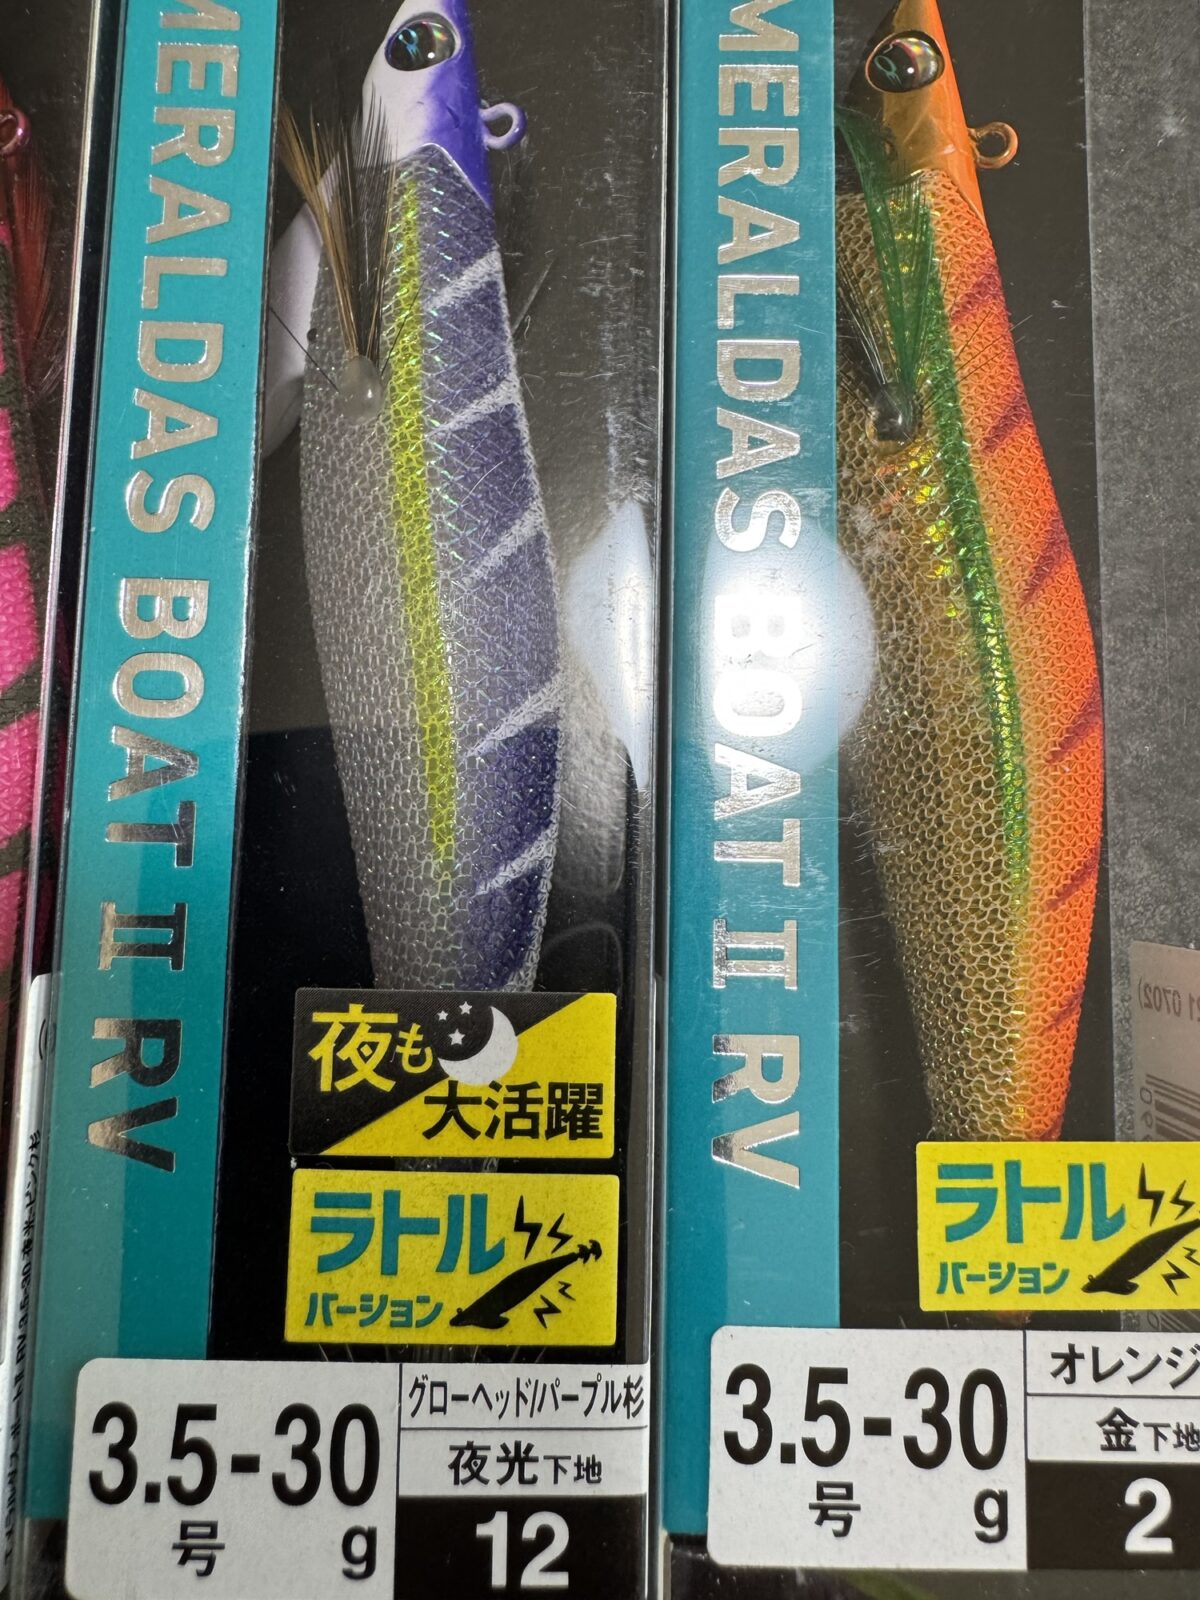 MERALDAS BOAT II RV
夜も
大活躍
ラトル
バージョン
3.5-30
号 g
グローヘッド/パープル杉
夜光下地
12
MERALDAS BOAT II RV
ラトル
バージョン
3.5-30
号 g
オレンジ
金下地
2
0702)